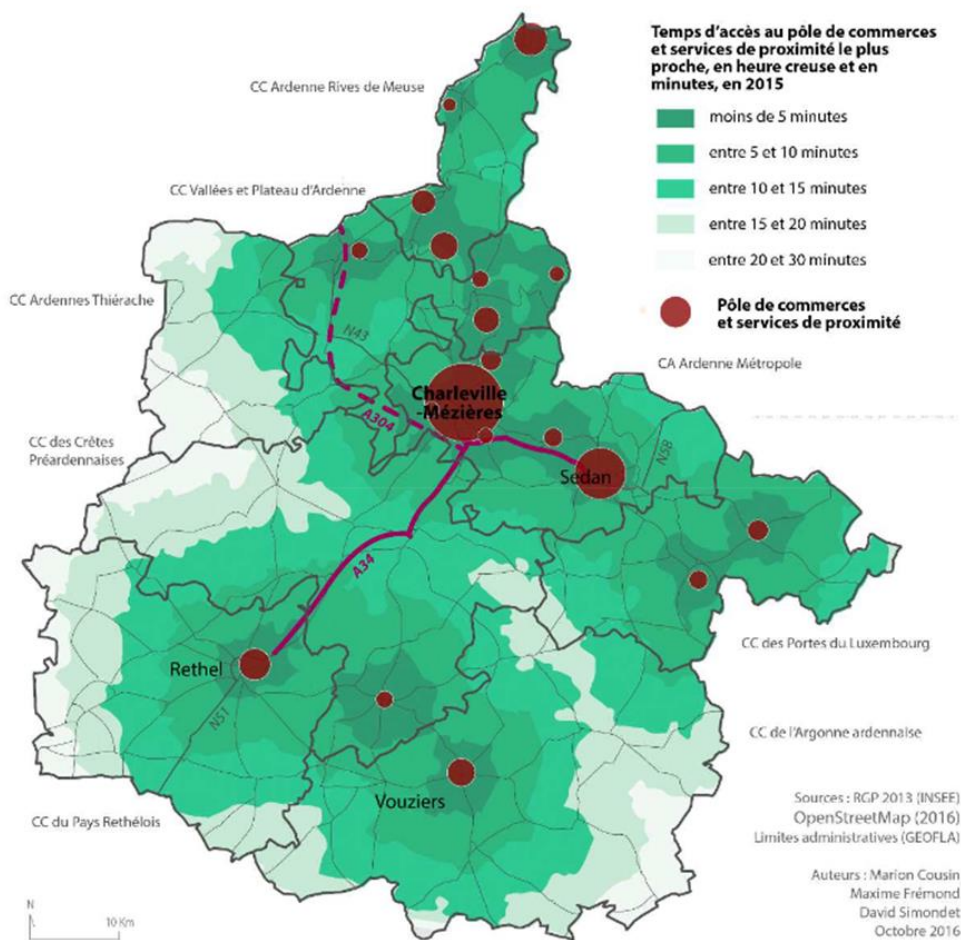 Temps d'accès au pôle de commerces
et services de proximité le plus
proche, en heure creuse et en
minutes, en 2015
moins de 5 minutes
entre 5 et 10 minutes
entre 10 et 15 minutes
entre 15 et 20 minutes
entre 20 et 30 minutes
Pôle de commerces
et services de proximité
CC Ardenne Rives de Meuse
CC Vallées et Plateau d'Ardenne
CC Ardennes Thiérache
N43
CA Ardenne Métropole
Charleville
-Mézières
A304
CC des Crêtes
Préardennaises
N58
Sedan
A34
CC des Portes du Luxembourg
Rethel
N51
CC de l'Argonne ardennaise
Vouziers
CC du Pays Rethélois
Sources : RGP 2013 (INSEE)
OpenStreetMap (2016)
Limites administratives (GEOFLA)
Auteurs : Marion Cousin
Maxime Frémond
David Simondet
Octobre 2016
N
10 Km